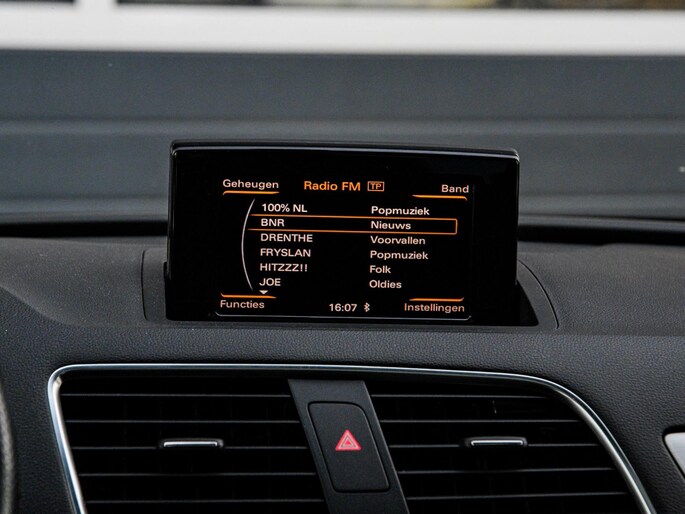 Geheugen Radio FM TP Band
100% NL Popmuziek
BNR Nieuws
DRENTHE Voorvallen
FRYSLAN Popmuziek
HITZZZ!! Folk
JOE Oldies
Functies 16:07 Instellingen